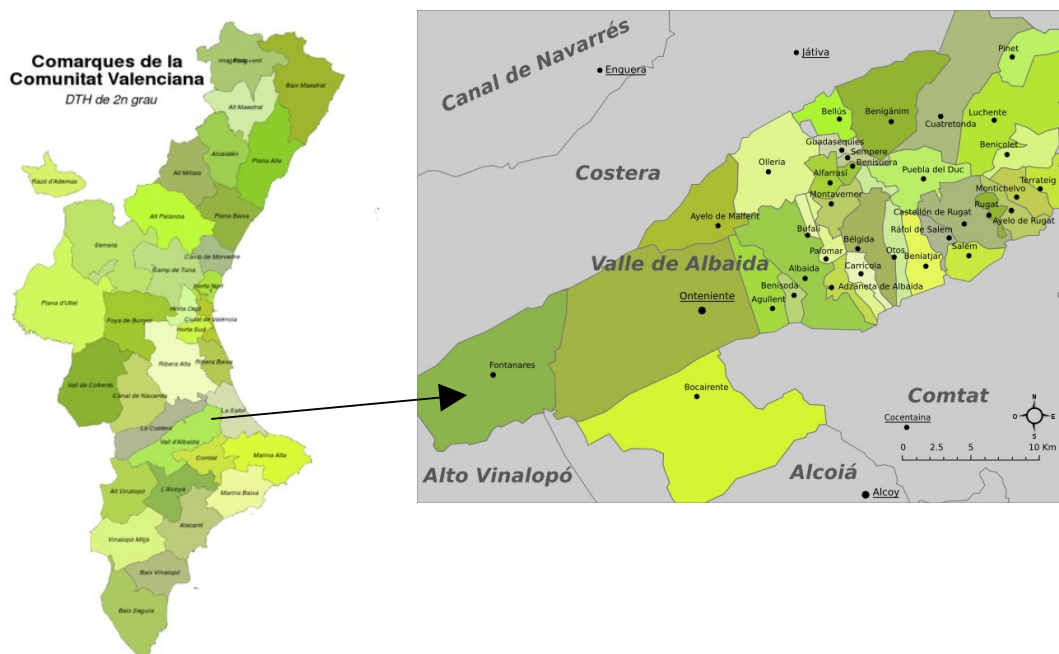 Comarques de la
Comunitat Valenciana
DTH de 2n grau
Baix Maestrat
Alt Maestrat
Alcalatén
Plana Alta
Alt Millars
Racó d'Ademús
Alt Palància
Plana Baixa
Serrans
Camp de Morvedre
Camp de Túria
Horta Nort
Plana d'Utiel
Foya de Bunyol
Ciutat de València
Horta Sud
Ribera Alta
Ribera Baixa
Vall de Cofrents
Canal de Navarrés
La Safor
La Costera
Vall d'Albaida
Comtat
Marina Alta
Alt Vinalopó
L'Alcoyà
Marina Baixa
Alacantí
Vinalopó Mitjà
Baix Vinalopó
Baix Segura
Canal de Navarrés
Enguera
Játiva
Pinet
Bellús
Benigánim
Cuatretonda
Luchente
Costera
Guadasequies
Sempere
Benisuera
Benicolet
Olleria
Alfarrasí
Puebla del Duc
Terrateig
Montichelvo
Montaverner
Rugat
Castellón de Rugat
Ayelo de Rugat
Ayelo de Malferit
Bufali
Ráfol de Salem
Bélgida
Otos
Salém
Palomar
Beniatjar
Valle de Albaida
Albaida
Carrícola
Adzaneta de Albaida
Benisoda
Agullent
Onteniente
Fontanares
Bocairente
Comtat
Cocentaina
N
O
E
S
0 2.5 5 10 Km
Alto Vinalopó
Alcoiá
Alcoy